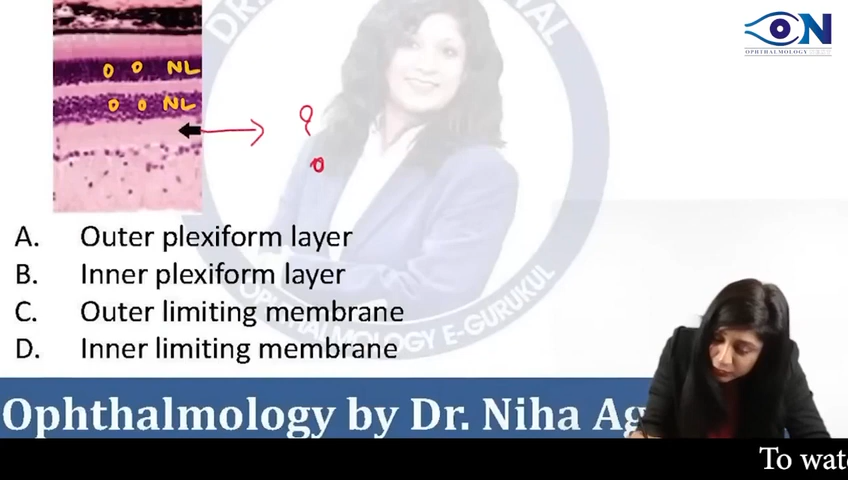 ON
OPHTHALMOLOGY
O O NL
O O NL
A. Outer plexiform layer
B. Inner plexiform layer
C. Outer limiting membrane
D. Inner limiting membrane
OPHTHALMOLOGY E-GURUKUL
Ophthalmology by Dr. Niha Ag
To wat